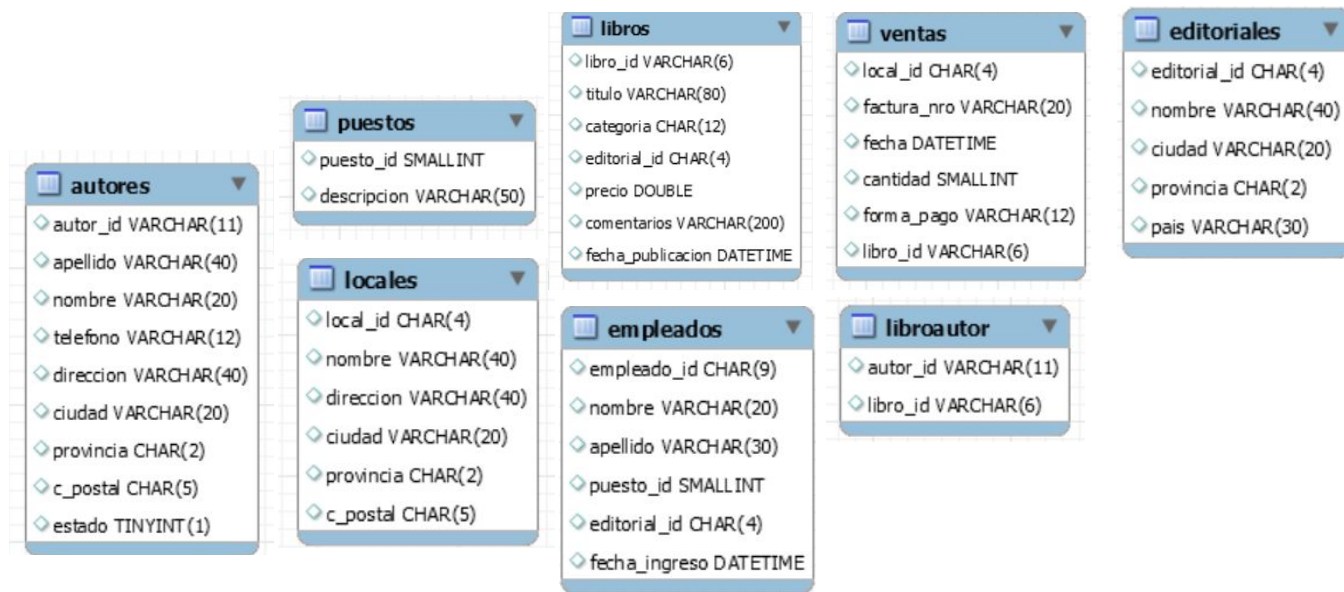 autores
autor_id VARCHAR(11)
apellido VARCHAR(40)
nombre VARCHAR(20)
telefono VARCHAR(12)
direccion VARCHAR(40)
ciudad VARCHAR(20)
provincia CHAR(2)
c_postal CHAR(5)
estado TINYINT(1)
puestos
puesto_id SMALLINT
descripcion VARCHAR(50)
locales
local_id CHAR(4)
nombre VARCHAR(40)
direccion VARCHAR(40)
ciudad VARCHAR(20)
provincia CHAR(2)
c_postal CHAR(5)
libros
libro_id VARCHAR(6)
titulo VARCHAR(80)
categoria CHAR(12)
editorial_id CHAR(4)
precio DOUBLE
comentarios VARCHAR(200)
fecha_publicacion DATETIME
empleados
empleado_id CHAR(9)
nombre VARCHAR(20)
apellido VARCHAR(30)
puesto_id SMALLINT
editorial_id CHAR(4)
fecha_ingreso DATETIME
ventas
local_id CHAR(4)
factura_nro VARCHAR(20)
fecha DATETIME
cantidad SMALLINT
forma_pago VARCHAR(12)
libro_id VARCHAR(6)
libroautor
autor_id VARCHAR(11)
libro_id VARCHAR(6)
editoriales
editorial_id CHAR(4)
nombre VARCHAR(40)
ciudad VARCHAR(20)
provincia CHAR(2)
pais VARCHAR(30)